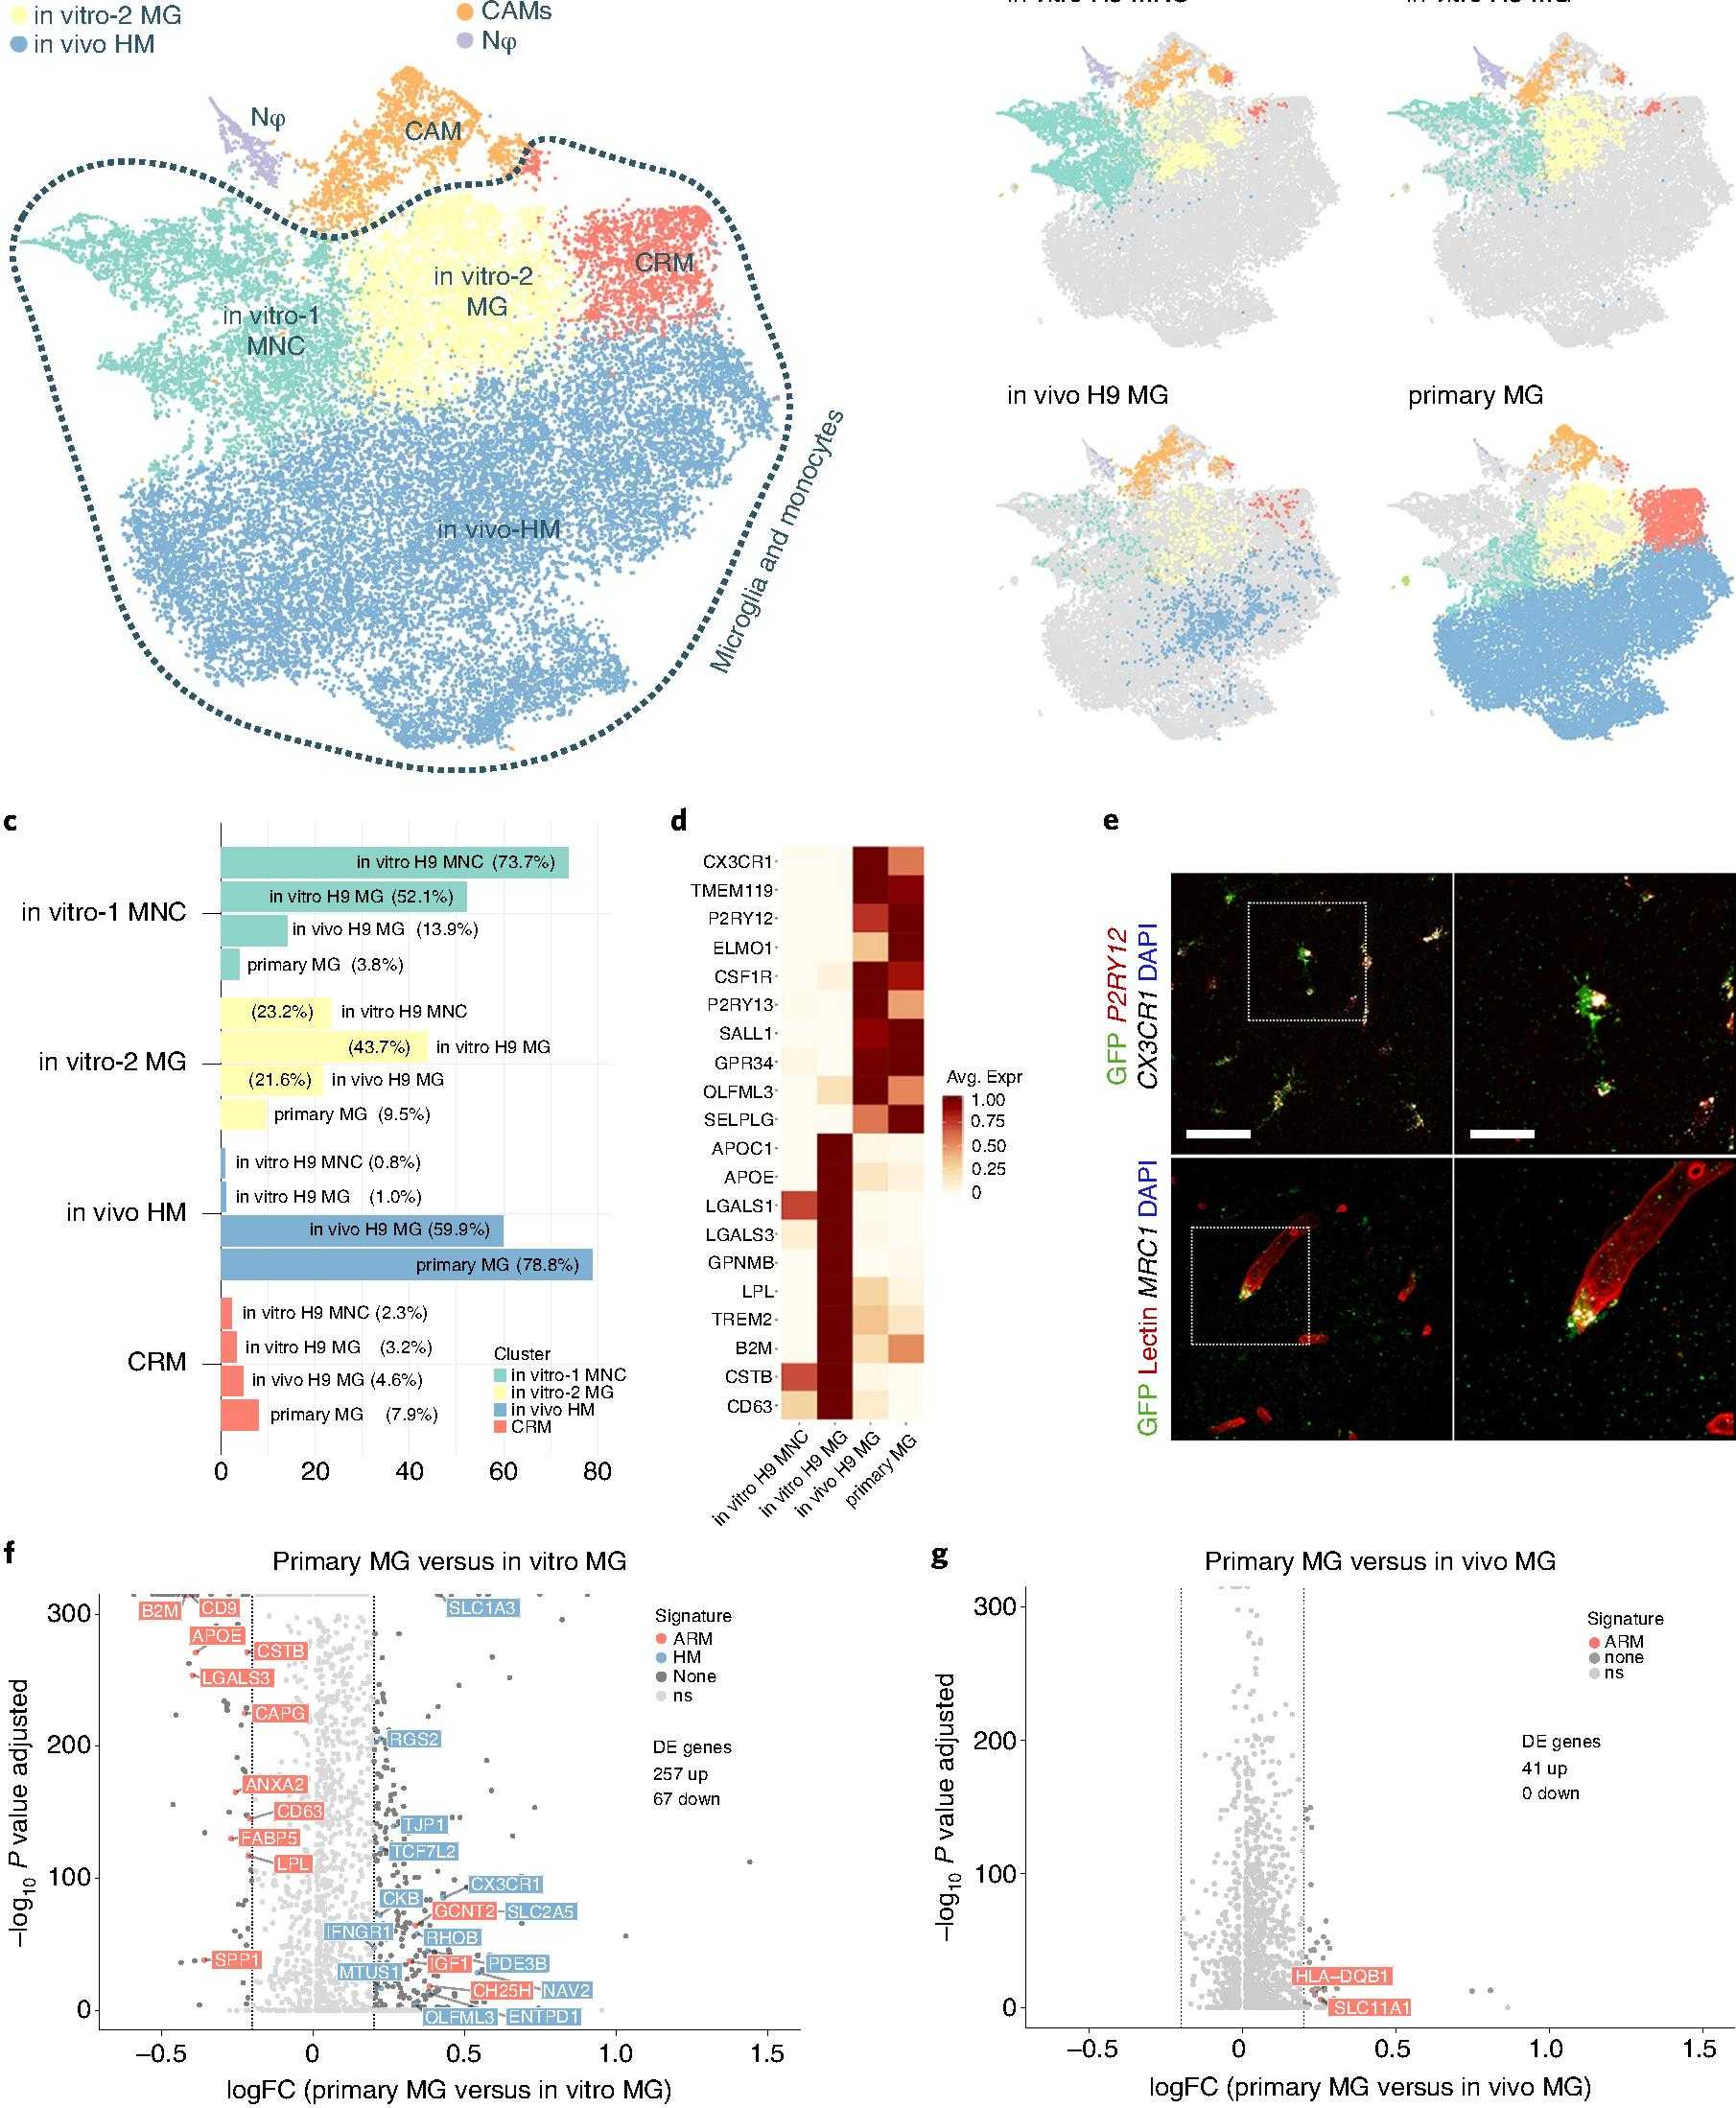 in vitro-2 MG
in vivo HM
CAMs
Nφ
Nφ
CAM
CRM
in vitro-2
MG
in vitro-1
MNC
in vivo-HM
Microglia and monocytes
in vivo H9 MG
primary MG
c
in vitro-1 MNC
in vitro H9 MNC (73.7%)
in vitro H9 MG (52.1%)
in vivo H9 MG (13.9%)
primary MG (3.8%)
in vitro-2 MG
(23.2%) in vitro H9 MNC
(43.7%) in vitro H9 MG
(21.6%) in vivo H9 MG
primary MG (9.5%)
in vivo HM
in vitro H9 MNC (0.8%)
in vitro H9 MG (1.0%)
in vivo H9 MG (59.9%)
primary MG (78.8%)
CRM
in vitro H9 MNC (2.3%)
in vitro H9 MG (3.2%)
in vivo H9 MG (4.6%)
primary MG (7.9%)
Cluster
in vitro-1 MNC
in vitro-2 MG
in vivo HM
CRM
0 20 40 60 80
d
CX3CR1
TMEM119
P2RY12
ELMO1
CSF1R
P2RY13
SALL1
GPR34
OLFML3
SELPLG
APOC1
APOE
LGALS1
LGALS3
GPNMB
LPL
TREM2
B2M
CSTB
CD63
in vitro H9 MNC
in vitro H9 MG
in vivo H9 MG
primary MG
Avg. Expr
1.00
0.75
0.50
0.25
0
e
GFP P2RY12
CX3CR1 DAPI
GFP Lectin MRC1 DAPI
f
Primary MG versus in vitro MG
300
200
100
0
−log10 P value adjusted
B2M
CD9
SLC1A3
APOE
CSTB
LGALS3
CAPG
RGS2
ANXA2
CD63
TJP1
FABP5
TCF7L2
LPL
CX3CR1
CKB
GCNT2
SLC2A5
IFNGR1
RHOB
SPP1
IGF1
PDE3B
MTUS1
CH25H
NAV2
OLFML3
ENTPD1
Signature
ARM
HM
None
ns
DE genes
257 up
67 down
−0.5 0 0.5 1.0 1.5
logFC (primary MG versus in vitro MG)
g
Primary MG versus in vivo MG
300
200
100
0
−log10 P value adjusted
HLA–DQB1
SLC11A1
Signature
ARM
none
ns
DE genes
41 up
0 down
−0.5 0 0.5 1.0 1.5
logFC (primary MG versus in vivo MG)